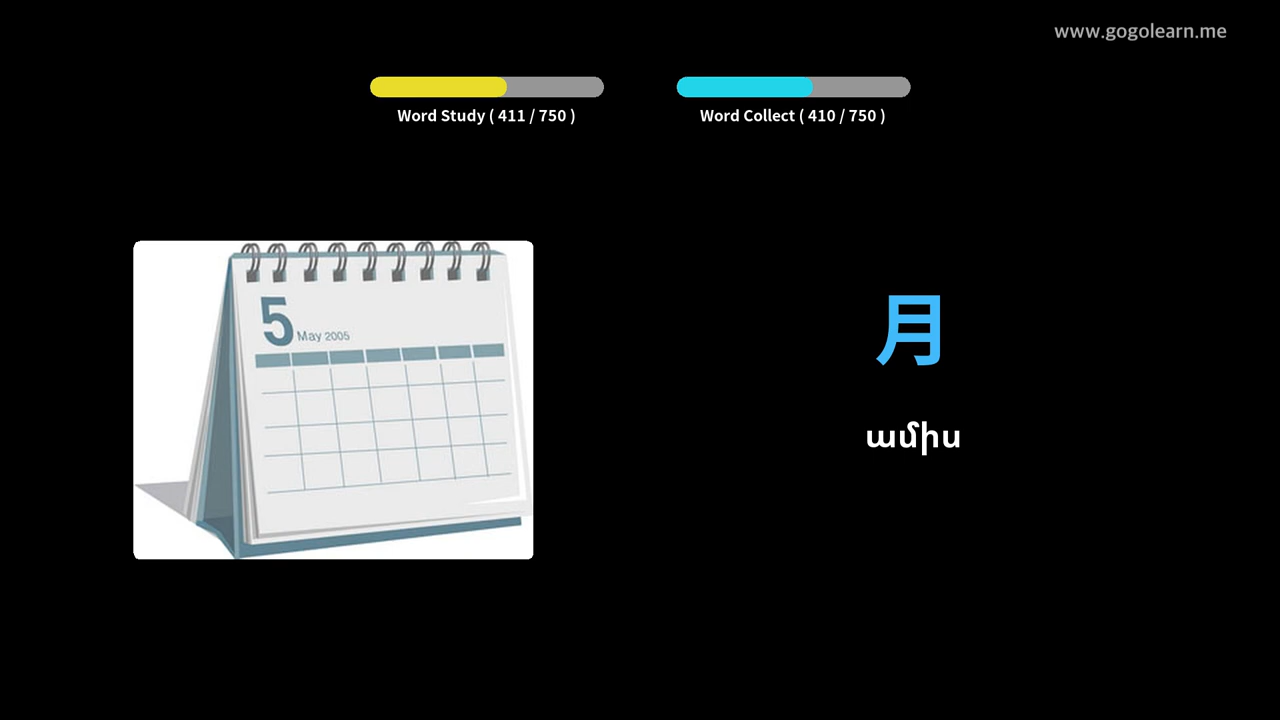 www.gogolearn.me
Word Study ( 411 / 750 )
Word Collect ( 410 / 750 )
5 May 2005
月
ամիս